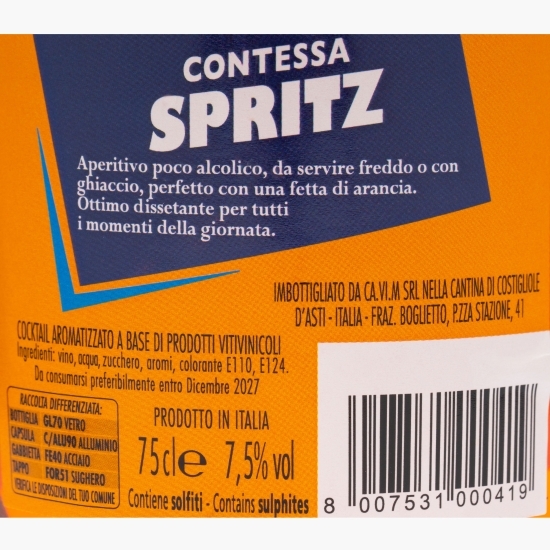 CONTESSA
SPRITZ
Aperitivo poco alcolico, da servire freddo o con
ghiaccio, perfetto con una fetta di arancia.
Ottimo dissetante per tutti
i momenti della giornata.
IMBOTTIGLIATO DA CA.VI.M SRL NELLA CANTINA DI COSTIGLIOLE
D'ASTI - ITALIA - FRAZ. BOGLIETTO, P.ZZA STAZIONE, 41
COCKTAIL AROMATIZZATO A BASE DI PRODOTTI VITIVINICOLI
Ingredienti: vino, acqua, zucchero, aromi, colorante E110, E124.
Da consumarsi preferibilmente entro Dicembre 2027
RACCOLTA DIFFERENZIATA:
BOTTIGLIA GL70 VETRO
CAPSULA C/ALU90 ALLUMINIO
GABBIETTA FE40 ACCIAIO
TAPPO FOR51 SUGHERO
VERIFICA LE DISPOSIZIONI DEL TUO COMUNE
PRODOTTO IN ITALIA
75cl e 7,5% vol
Contiene solfiti - Contains sulphites
8 007531 000419